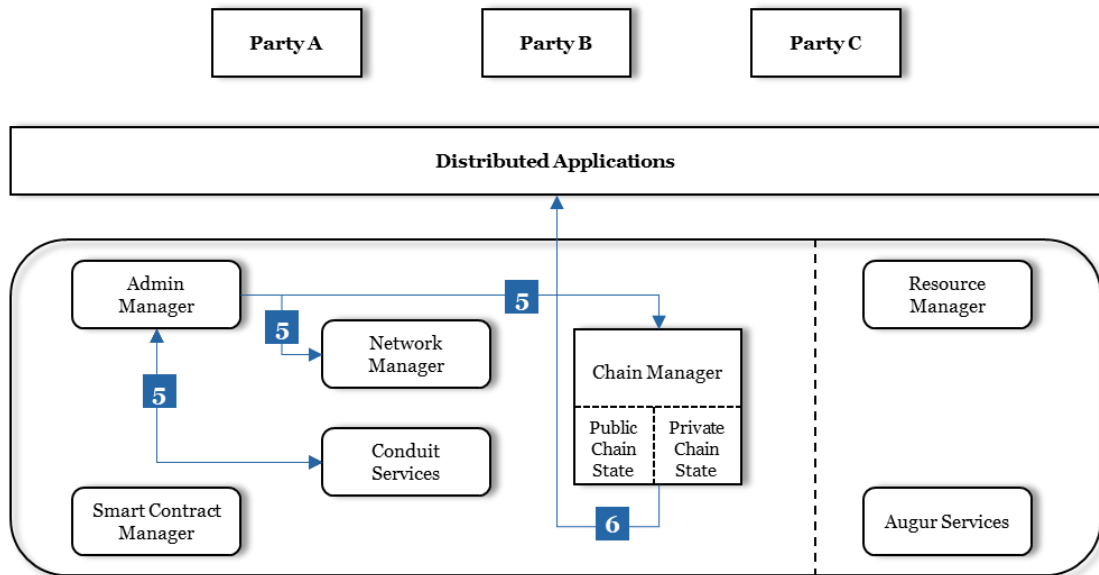 Party A
Party B
Party C
Distributed Applications
Admin
Manager
5
Resource
Manager
5
Network
Manager
Chain Manager
5
Public
Chain
State
Private
Chain
State
Conduit
Services
Smart Contract
Manager
6
Augur Services